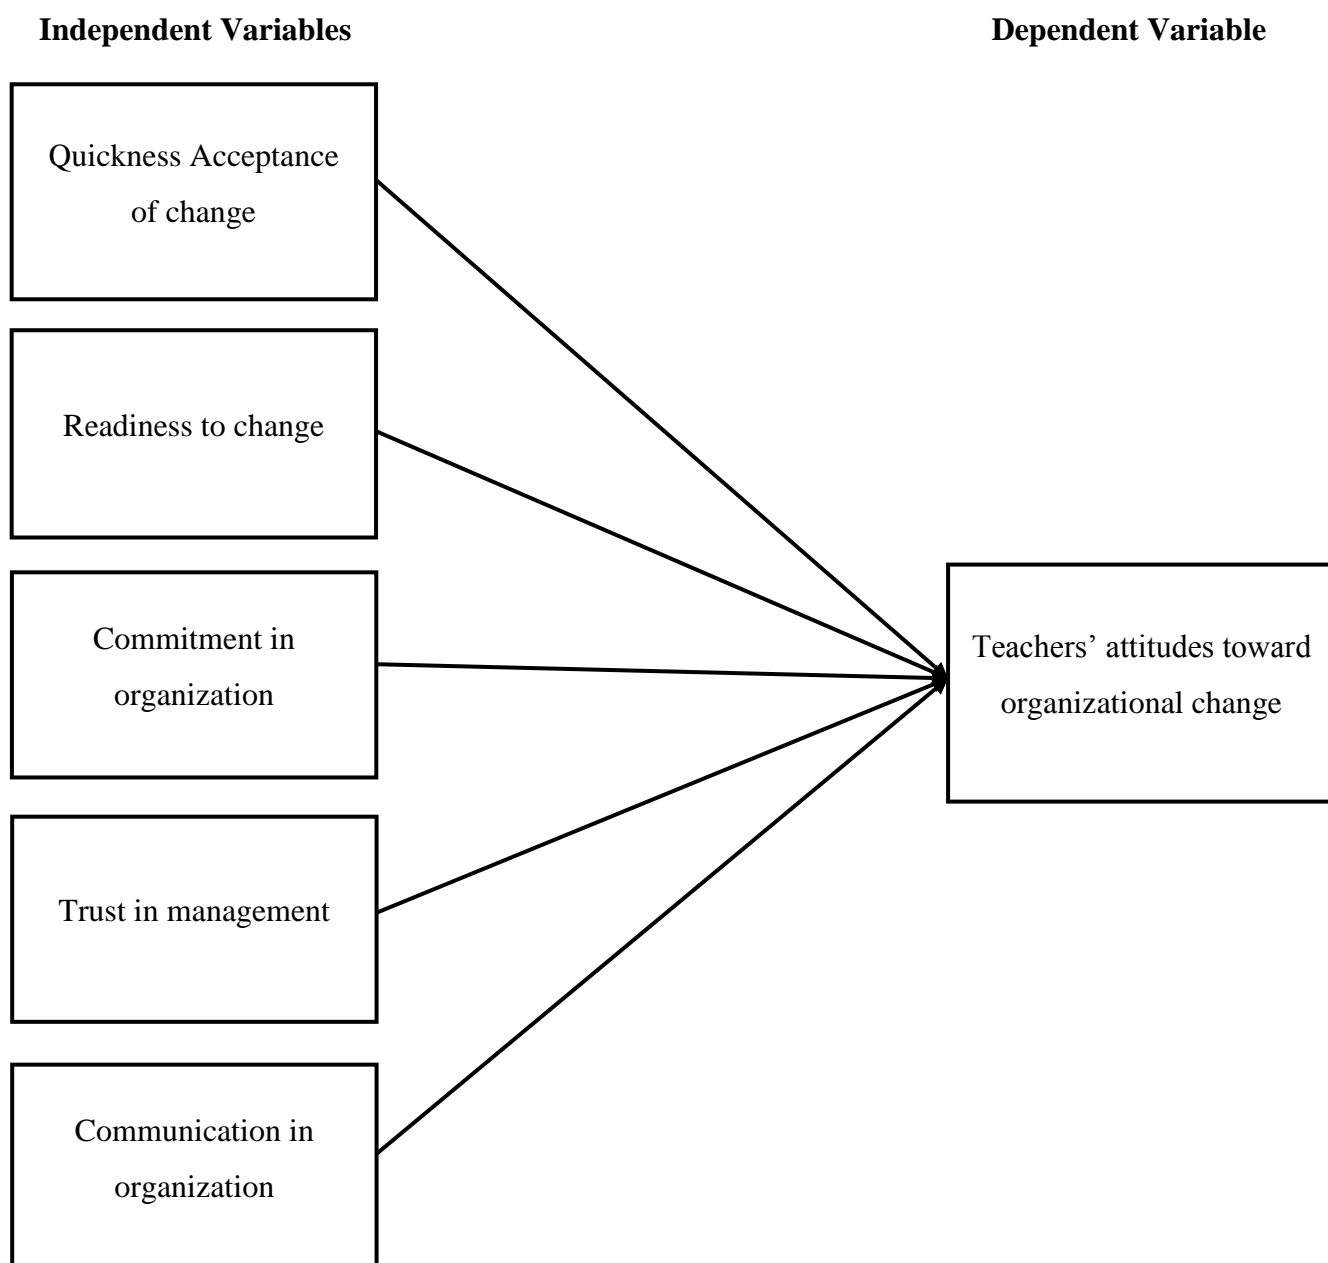 Independent Variables
Dependent Variable
Quickness Acceptance
of change
Readiness to change
Commitment in
organization
Teachers’ attitudes toward
organizational change
Trust in management
Communication in
organization